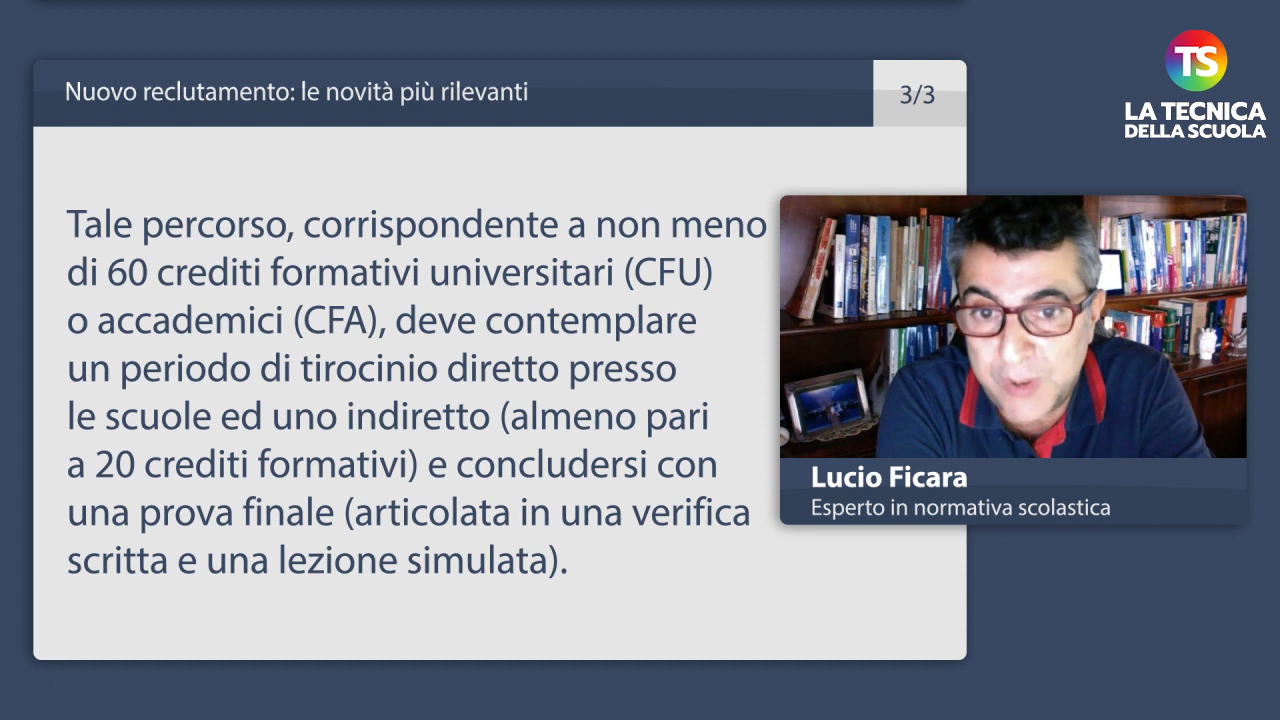 Nuovo reclutamento: le novità più rilevanti
3/3
TS
LA TECNICA
DELLA SCUOLA
Tale percorso, corrispondente a non meno
di 60 crediti formativi universitari (CFU)
o accademici (CFA), deve contemplare
un periodo di tirocinio diretto presso
le scuole ed uno indiretto (almeno pari
a 20 crediti formativi) e concludersi con
una prova finale (articolata in una verifica
scritta e una lezione simulata).
Lucio Ficara
Esperto in normativa scolastica